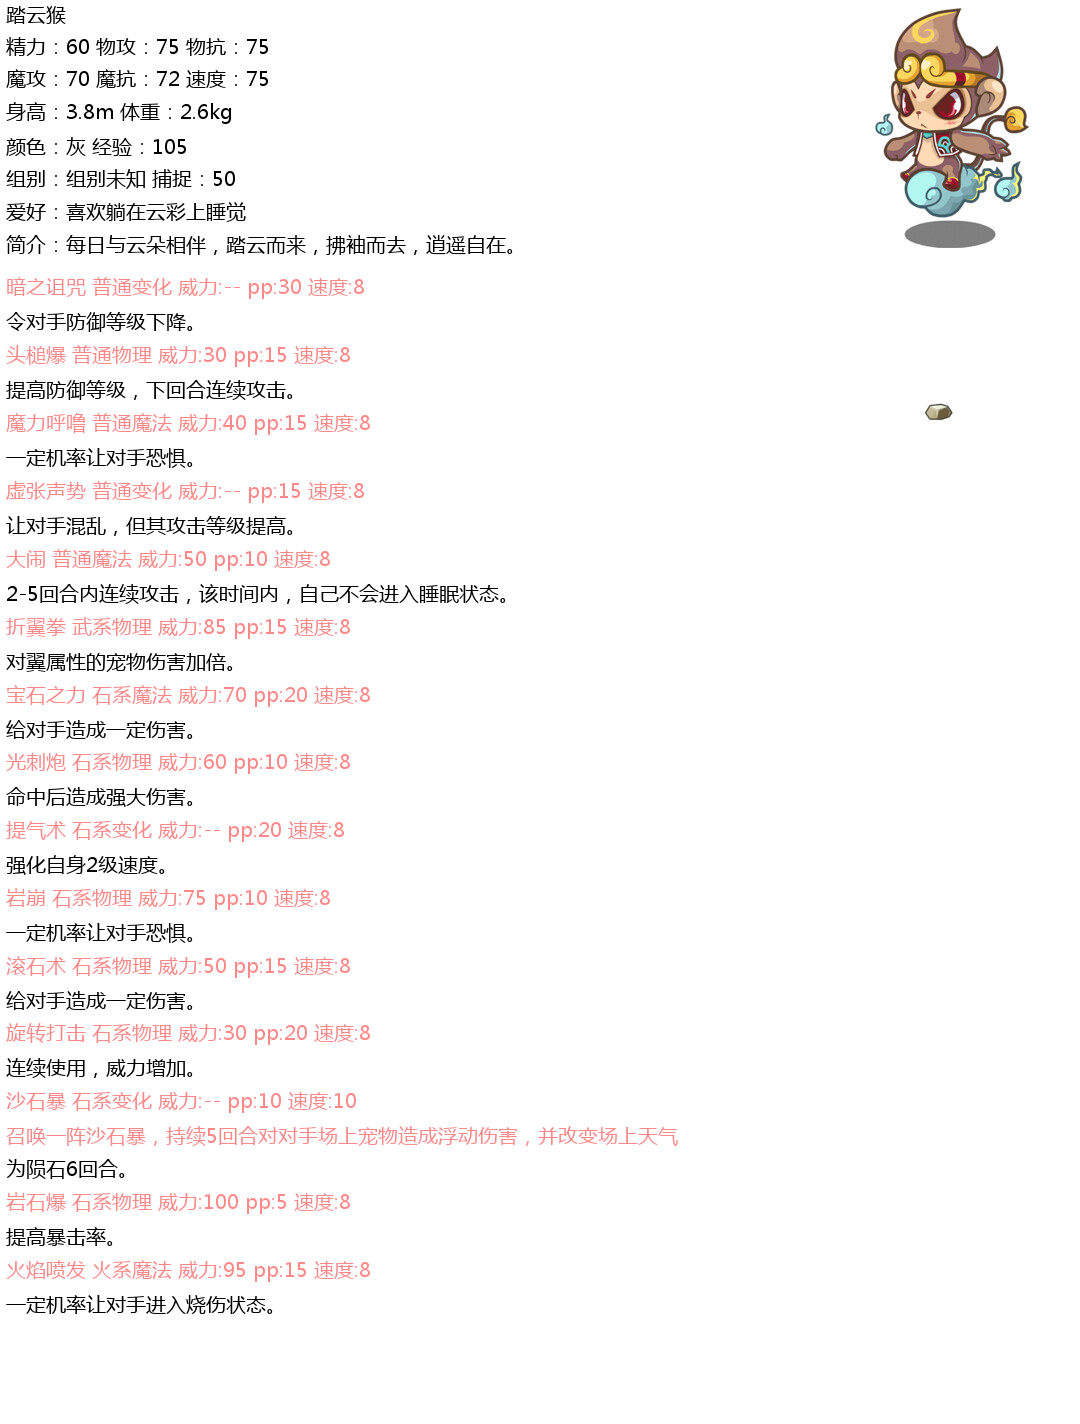 踏云猴
精力：60 物攻：75 物抗：75
魔攻：70 魔抗：72 速度：75
身高：3.8m 体重：2.6kg
颜色：灰 经验：105
组别：组别未知 捕捉：50
爱好：喜欢躺在云彩上睡觉
简介：每日与云朵相伴，踏云而来，拂袖而去，逍遥自在。
暗之诅咒 普通变化 威力:-- pp:30 速度:8
令对手防御等级下降。
头槌爆 普通物理 威力:30 pp:15 速度:8
提高防御等级，下回合连续攻击。
魔力呼噜 普通魔法 威力:40 pp:15 速度:8
一定机率让对手恐惧。
虚张声势 普通变化 威力:-- pp:15 速度:8
让对手混乱，但其攻击等级提高。
大闹 普通魔法 威力:50 pp:10 速度:8
2-5回合内连续攻击，该时间内，自己不会进入睡眠状态。
折翼拳 武系物理 威力:85 pp:15 速度:8
对翼属性的宠物伤害加倍。
宝石之力 石系魔法 威力:70 pp:20 速度:8
给对手造成一定伤害。
光刺炮 石系物理 威力:60 pp:10 速度:8
命中后造成强大伤害。
提气术 石系变化 威力:-- pp:20 速度:8
强化自身2级速度。
岩崩 石系物理 威力:75 pp:10 速度:8
一定机率让对手恐惧。
滚石术 石系物理 威力:50 pp:15 速度:8
给对手造成一定伤害。
旋转打击 石系物理 威力:30 pp:20 速度:8
连续使用，威力增加。
沙石暴 石系变化 威力:-- pp:10 速度:10
召唤一阵沙石暴，持续5回合对对手场上宠物造成浮动伤害，并改变场上天气
为陨石6回合。
岩石爆 石系物理 威力:100 pp:5 速度:8
提高暴击率。
火焰喷发 火系魔法 威力:95 pp:15 速度:8
一定机率让对手进入烧伤状态。